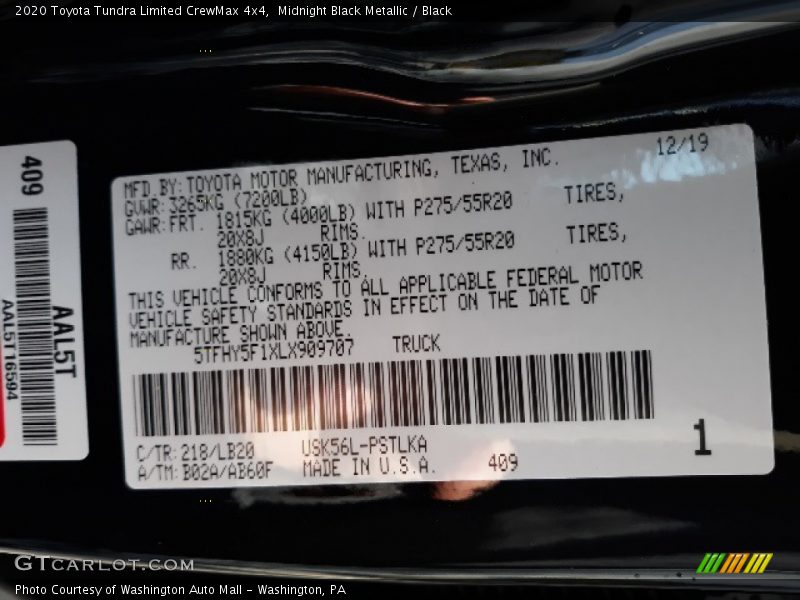 2020 Toyota Tundra Limited CrewMax 4x4,  Midnight Black Metallic / Black
12/19
MFD.BY:TOYOTA MOTOR MANUFACTURING, TEXAS, INC.
GVWR:3265KG (7200LB)
GAWR:FRT. 1815KG (4000LB) WITH P275/55R20 TIRES,
20X8J RIMS.
RR. 1880KG (4150LB) WITH P275/55R20 TIRES,
20X8J RIMS.
THIS VEHICLE CONFORMS TO ALL APPLICABLE FEDERAL MOTOR
VEHICLE SAFETY STANDARDS IN EFFECT ON THE DATE OF
MANUFACTURE SHOWN ABOVE.
5TFHY5F1XLX909707 TRUCK
C/TR:218/LB20 USK56L-PSTLKA
A/TM:B02A/AB60F MADE IN U.S.A. 409
1
409
AAL5T
AAL5T16594
GTCARLOT.COM
Photo Courtesy of Washington Auto Mall - Washington, PA